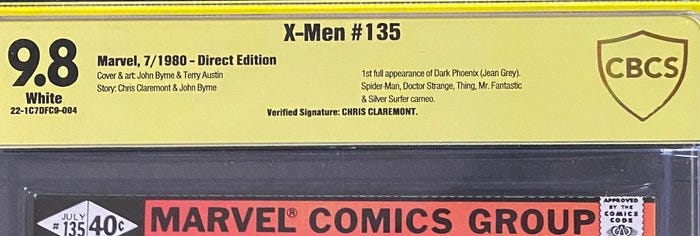 X-Men #135
9.8
White
22-1C7DFC9-004
Marvel, 7/1980 - Direct Edition
Cover & art: John Byrne & Terry Austin
Story: Chris Claremont & John Byrne
1st full appearance of Dark Phoenix (Jean Grey).
Spider-Man, Doctor Strange, Thing, Mr. Fantastic
& Silver Surfer cameo.
Verified Signature: CHRIS CLAREMONT.
CBCS
JULY
#135
40¢
MARVEL® COMICS GROUP
APPROVED
BY THE
COMICS
CODE